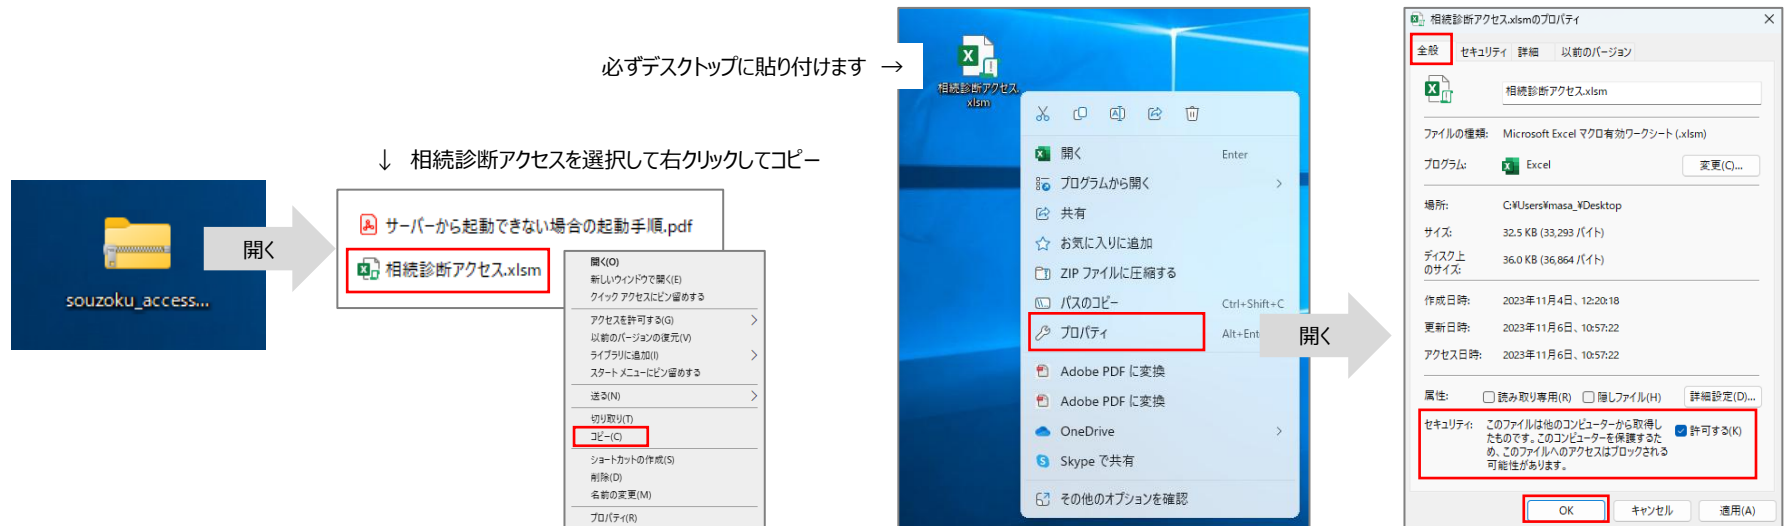 必ずデスクトップに貼り付けます →
↓ 相続診断アクセスを選択して右クリックしてコピー
souzoku_access...
開く
サーバーから起動できない場合の起動手順.pdf
相続診断アクセス.xlsm
開く(O)
新しいウィンドウで開く(E)
クイック アクセスにピン留めする
アクセスを許可する(G)
以前のバージョンの復元(V)
ライブラリに追加(I)
スタート メニューにピン留めする
送る(N)
切り取り(T)
コピー(C)
ショートカットの作成(S)
削除(D)
名前の変更(M)
プロパティ(R)
相続診断アクセス.
xlsm
開く Enter
プログラムから開く
共有
お気に入りに追加
ZIP ファイルに圧縮する
パスのコピー Ctrl+Shift+C
プロパティ Alt+Ent
Adobe PDF に変換
Adobe PDF に変換
OneDrive
Skype で共有
その他のオプションを確認
開く
相続診断アクセス.xlsmのプロパティ
全般 セキュリティ 詳細 以前のバージョン
相続診断アクセス.xlsm
ファイルの種類: Microsoft Excel マクロ有効ワークシート (.xlsm)
プログラム: Excel 変更(C)...
場所: C:¥Users¥masa_¥Desktop
サイズ: 32.5 KB (33,293 バイト)
ディスク上
のサイズ: 36.0 KB (36,864 バイト)
作成日時: 2023年11月4日、12:20:18
更新日時: 2023年11月6日、10:57:22
アクセス日時: 2023年11月6日、10:57:22
属性: 読み取り専用(R) 隠しファイル(H) 詳細設定(D)...
セキュリティ: このファイルは他のコンピューターから取得し
たものです。このコンピューターを保護するた
め、このファイルへのアクセスはブロックされる
可能性があります。
許可する(K)
OK キャンセル 適用(A)